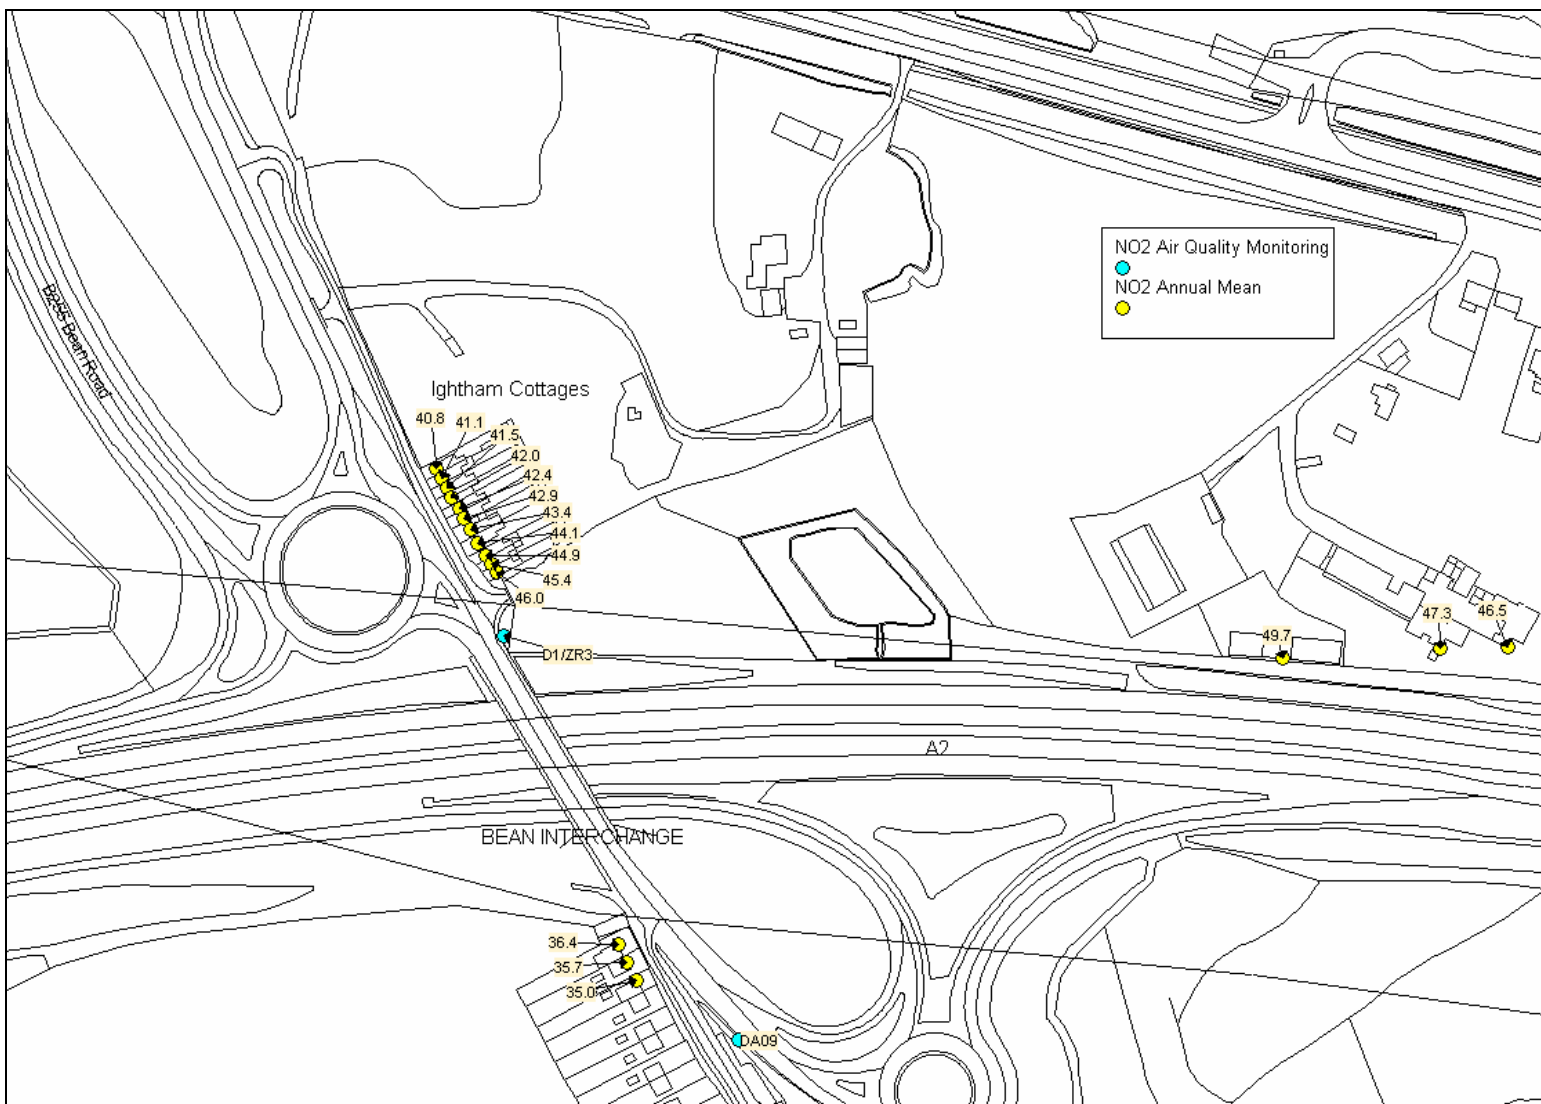 NO2 Air Quality Monitoring
NO2 Annual Mean
B255 Bean Road
Ightham Cottages
40.8
41.1
41.5
42.0
42.4
42.9
43.4
44.1
44.9
45.4
46.0
D1/ZR3
47.3
46.5
49.7
A2
BEAN INTERCHANGE
36.4
35.7
35.0
DA09